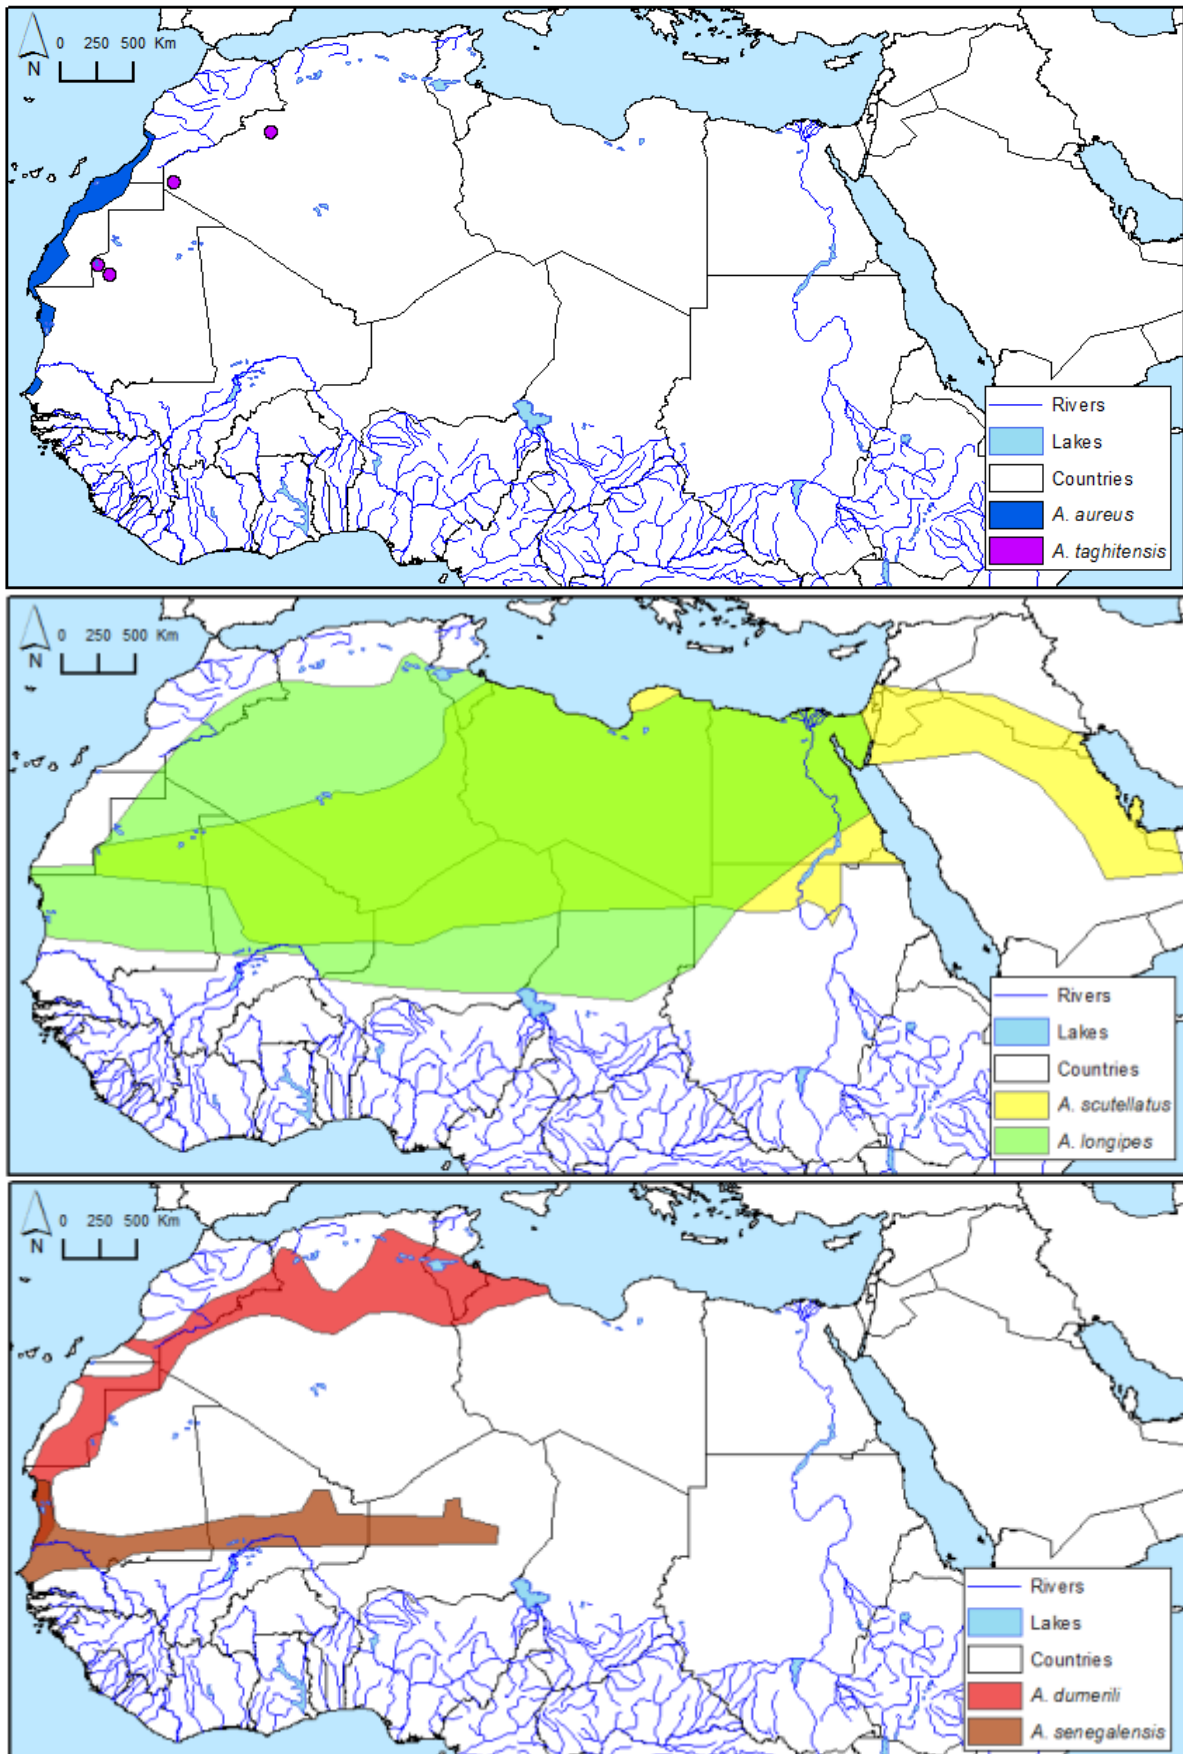 0 250 500 Km
N
Rivers
Lakes
Countries
A. aureus
A. taghitensis
0 250 500 Km
N
Rivers
Lakes
Countries
A. scutellatus
A. longipes
0 250 500 Km
N
Rivers
Lakes
Countries
A. dumerili
A. senegalensis